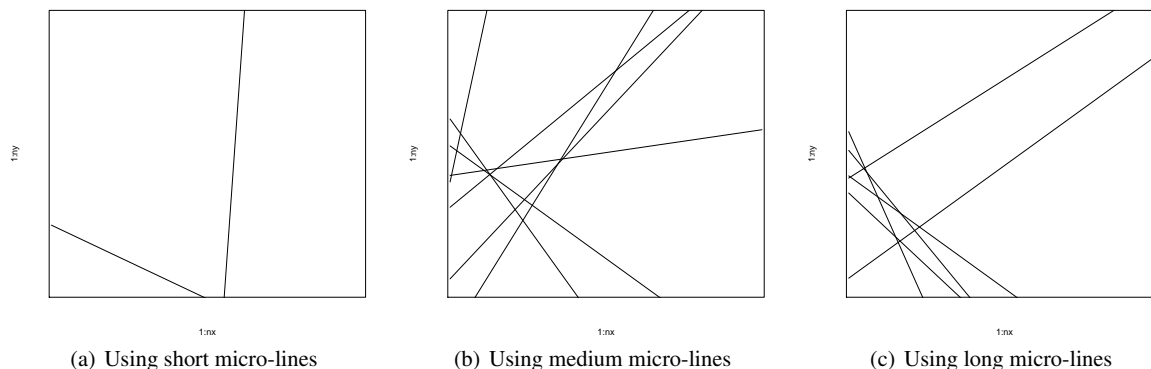 1:ny
1:nx
(a) Using short micro-lines
1:ny
1:nx
(b) Using medium micro-lines
1:ny
1:nx
(c) Using long micro-lines